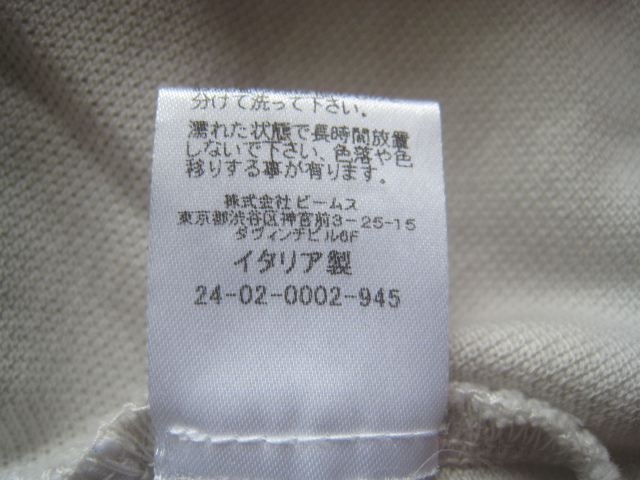 分けて洗って下さい。
濡れた状態で長時間放置
しないで下さい、色落や色
移りする事が有ります。
株式会社ビームス
東京都渋谷区神宮前3-25-15
ダヴィンチビル6F
イタリア製
24-02-0002-945